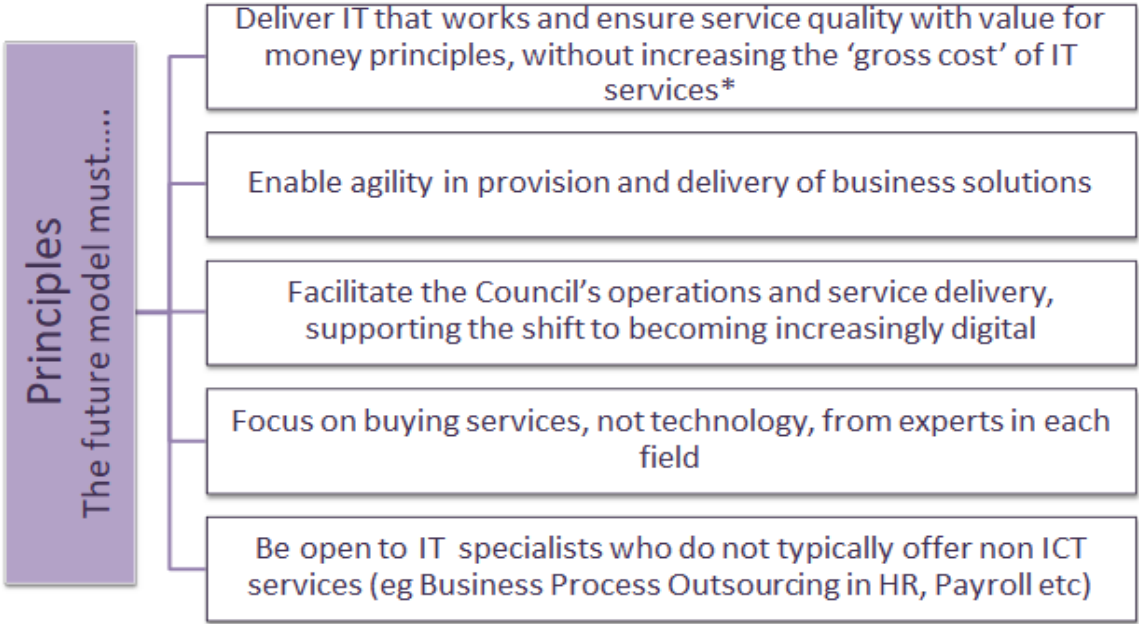 Principles
The future model must.....
Deliver IT that works and ensure service quality with value for
money principles, without increasing the ‘gross cost’ of IT
services*
Enable agility in provision and delivery of business solutions
Facilitate the Council’s operations and service delivery,
supporting the shift to becoming increasingly digital
Focus on buying services, not technology, from experts in each
field
Be open to IT specialists who do not typically offer non ICT
services (eg Business Process Outsourcing in HR, Payroll etc)